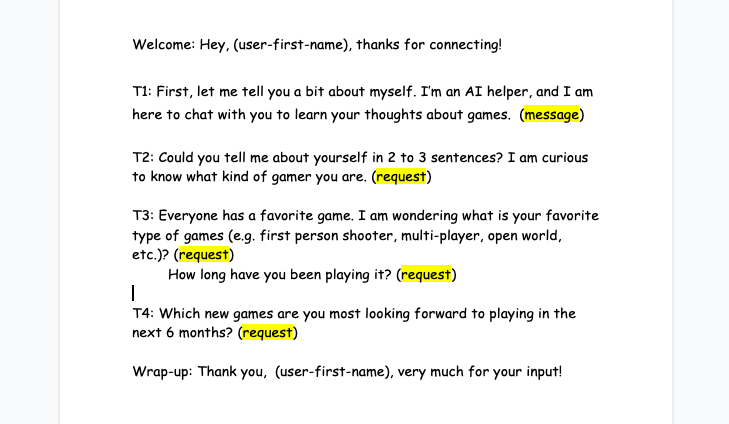 Welcome: Hey, (user-first-name), thanks for connecting!
T1: First, let me tell you a bit about myself. I'm an AI helper, and I am
here to chat with you to learn your thoughts about games.  (message)
T2: Could you tell me about yourself in 2 to 3 sentences? I am curious
to know what kind of gamer you are. (request)
T3: Everyone has a favorite game. I am wondering what is your favorite
type of games (e.g. first person shooter, multi-player, open world,
etc.)? (request)
How long have you been playing it? (request)
T4: Which new games are you most looking forward to playing in the
next 6 months? (request)
Wrap-up: Thank you,  (user-first-name), very much for your input!